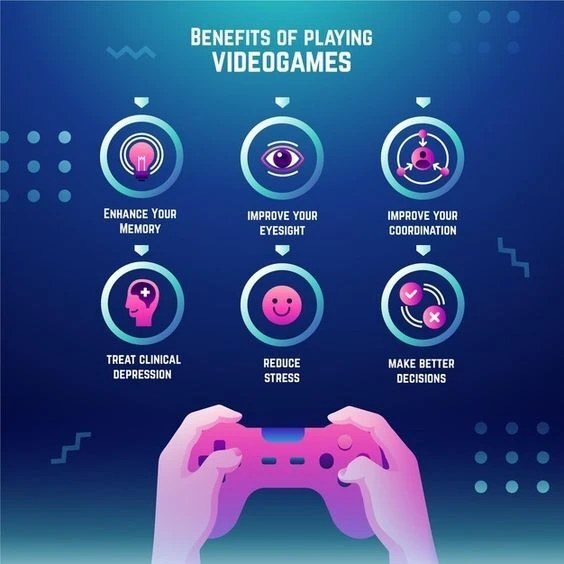 Benefits of playing
videogames
Enhance Your
Memory
Improve your
eyesight
Improve your
coordination
Treat clinical
depression
Reduce
stress
Make better
decisions